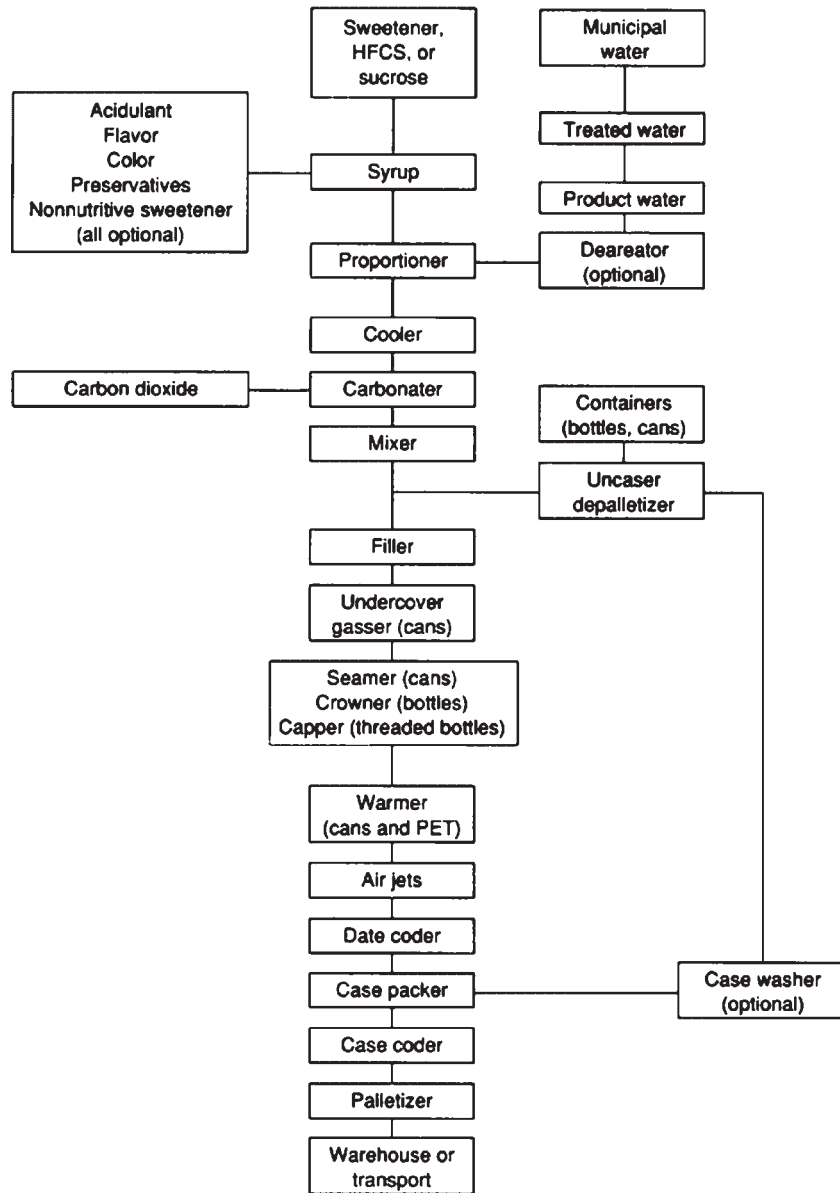 Sweetener,
HFCS, or
sucrose
Municipal
water
Acidulant
Flavor
Color
Preservatives
Nonnutritive sweetener
(all optional)
Treated water
Syrup
Product water
Proportioner
Deareator
(optional)
Cooler
Carbon dioxide
Carbonater
Containers
(bottles, cans)
Mixer
Uncaser
depalletizer
Filler
Undercover
gasser (cans)
Seamer (cans)
Crowner (bottles)
Capper (threaded bottles)
Warmer
(cans and PET)
Air jets
Date coder
Case packer
Case washer
(optional)
Case coder
Palletizer
Warehouse or
transport